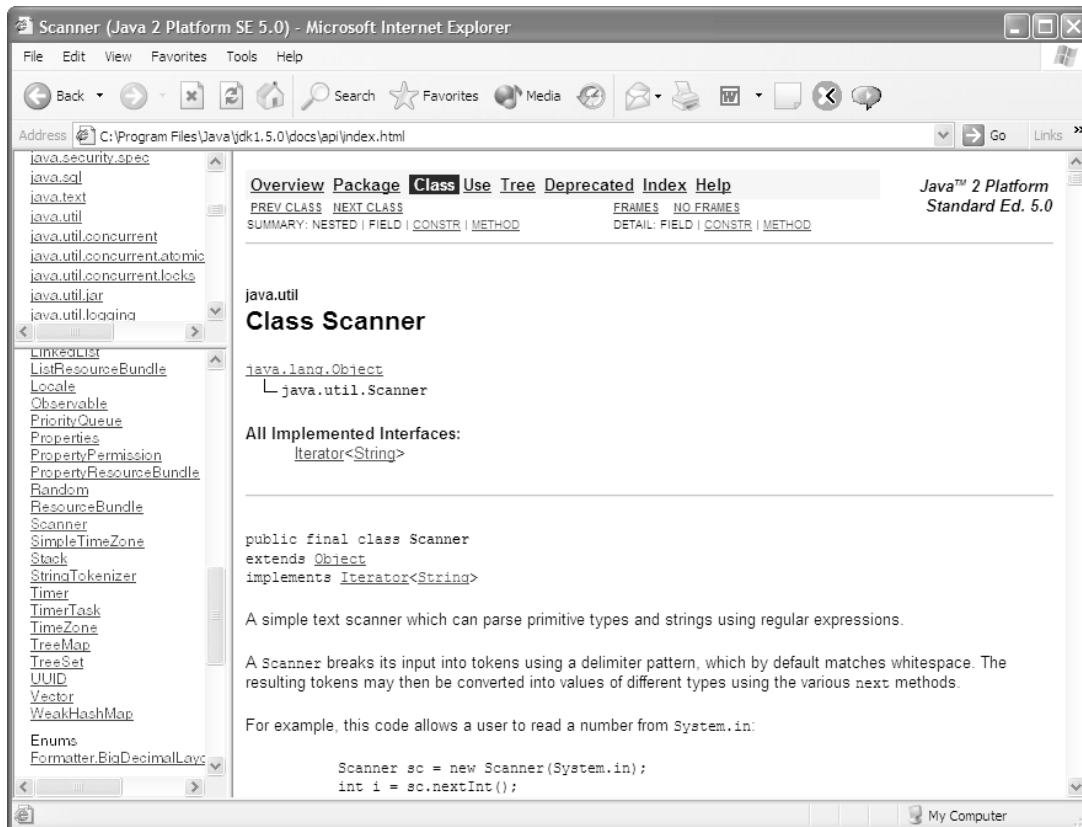 Scanner (Java 2 Platform SE 5.0) - Microsoft Internet Explorer
File Edit View Favorites Tools Help
Back Search Favorites Media
Address C:\Program Files\Java\jdk1.5.0\docs\api\index.html Go Links »
java.security.spec
java.sql
java.text
java.util
java.util.concurrent
java.util.concurrent.atomic
java.util.concurrent.locks
java.util.jar
java.util.logging
LinkedList
ListResourceBundle
Locale
Observable
PriorityQueue
Properties
PropertyPermission
PropertyResourceBundle
Random
ResourceBundle
Scanner
SimpleTimeZone
Stack
StringTokenizer
Timer
TimerTask
TimeZone
TreeMap
TreeSet
UUID
Vector
WeakHashMap
Enums
Formatter.BigDecimalLayo
Overview Package Class Use Tree Deprecated Index Help
Java™ 2 Platform
Standard Ed. 5.0
PREV CLASS NEXT CLASS FRAMES NO FRAMES
SUMMARY: NESTED | FIELD | CONSTR | METHOD DETAIL: FIELD | CONSTR | METHOD
java.util
Class Scanner
java.lang.Object
java.util.Scanner
All Implemented Interfaces:
Iterator<String>
public final class Scanner
extends Object
implements Iterator<String>
A simple text scanner which can parse primitive types and strings using regular expressions.
A Scanner breaks its input into tokens using a delimiter pattern, which by default matches whitespace. The
resulting tokens may then be converted into values of different types using the various next methods.
For example, this code allows a user to read a number from System.in:
Scanner sc = new Scanner(System.in);
int i = sc.nextInt();
My Computer